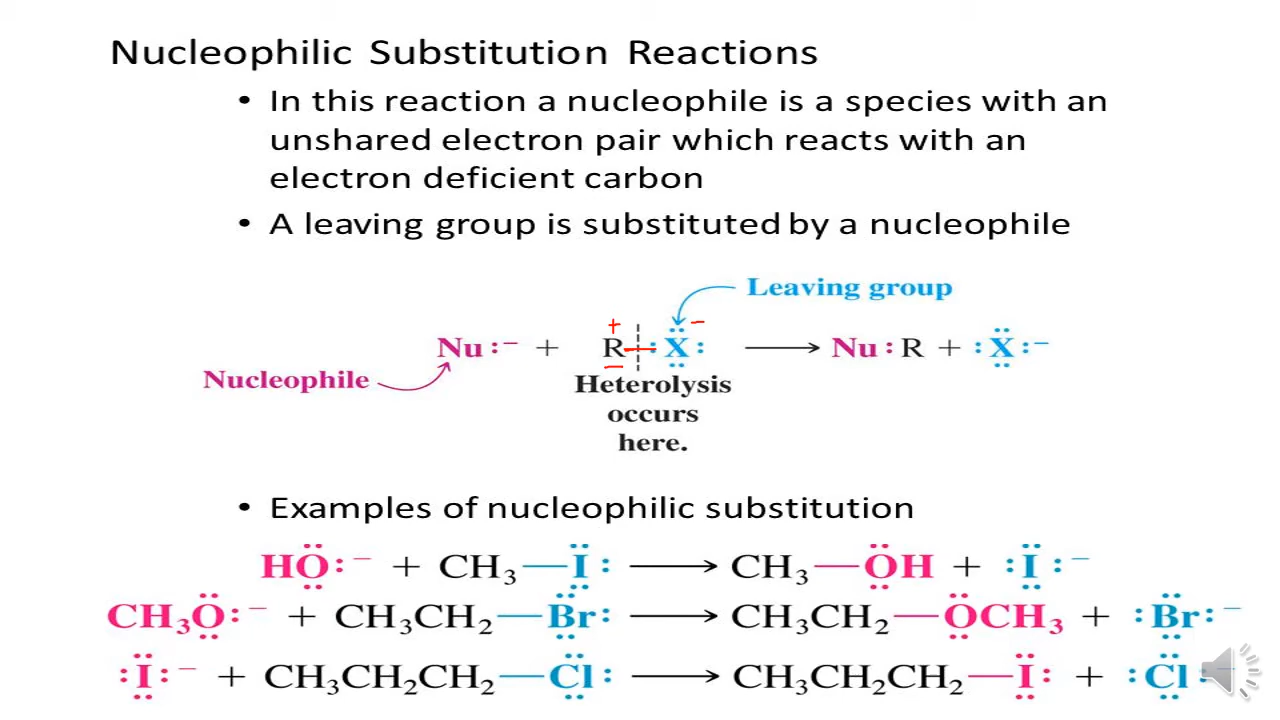 Nucleophilic Substitution Reactions
• In this reaction a nucleophile is a species with an
unshared electron pair which reacts with an
electron deficient carbon
• A leaving group is substituted by a nucleophile
Leaving group
+ −
Nu:− + R—:X: ⟶ Nu:R + :X:−
−
Nucleophile
Heterolysis
occurs
here.
• Examples of nucleophilic substitution
HO:− + CH₃—I: ⟶ CH₃—OH + :I:−
CH₃O:− + CH₃CH₂—Br: ⟶ CH₃CH₂—OCH₃ + :Br:−
:I:− + CH₃CH₂CH₂—Cl: ⟶ CH₃CH₂CH₂—I: + :Cl:−